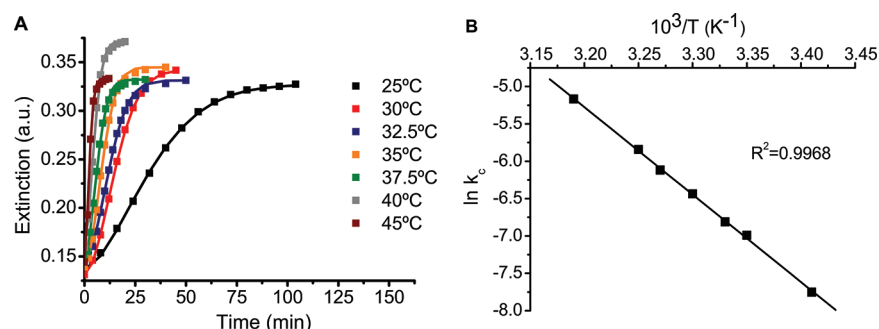 A
Extinction (a.u.)
0.35
0.30
0.25
0.20
0.15
0 25 50 75 100 125 150
Time (min)
25ºC
30ºC
32.5ºC
35ºC
37.5ºC
40ºC
45ºC
B
10³/T (K⁻¹)
3.15 3.20 3.25 3.30 3.35 3.40 3.45
ln k꜀
-5.0
-5.5
-6.0
-6.5
-7.0
-7.5
-8.0
R²=0.9968